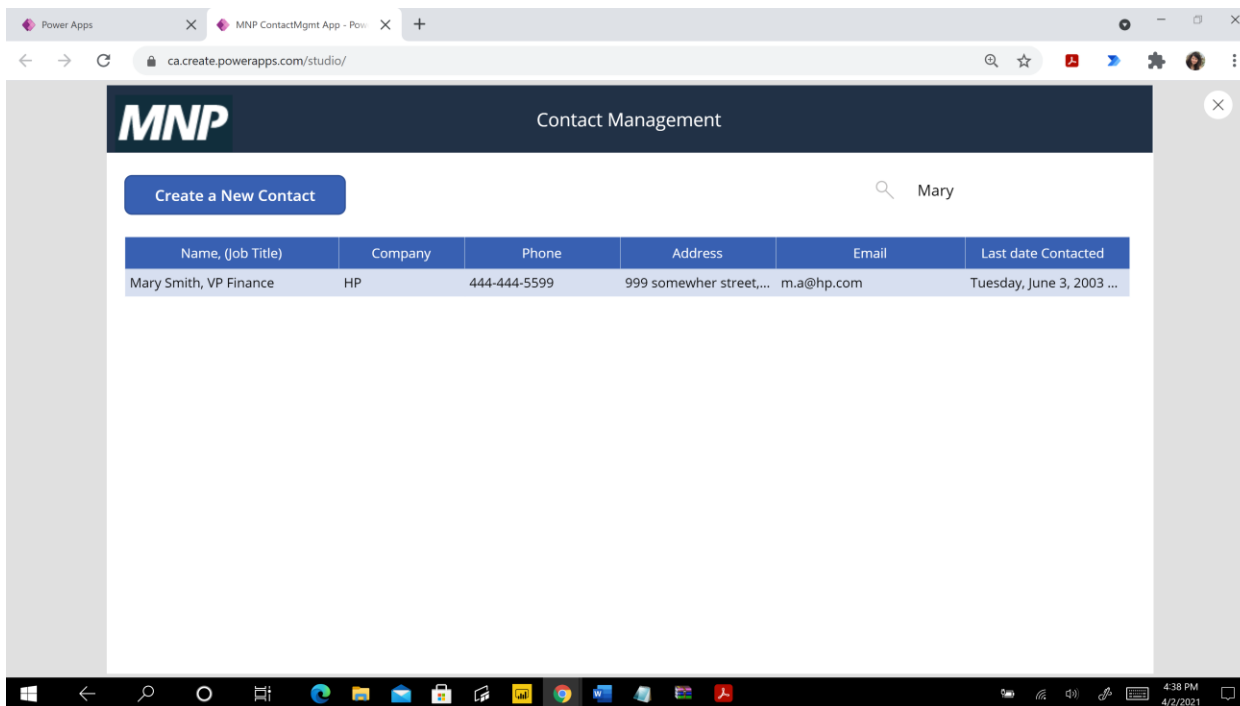 Power Apps
MNP ContactMgmt App - Pow
ca.create.powerapps.com/studio/
MNP
Contact Management
Create a New Contact
Mary
Name, (Job Title) Company Phone Address Email Last date Contacted
Mary Smith, VP Finance HP 444-444-5599 999 somewher street,... m.a@hp.com Tuesday, June 3, 2003 ...
4:38 PM
4/2/2021